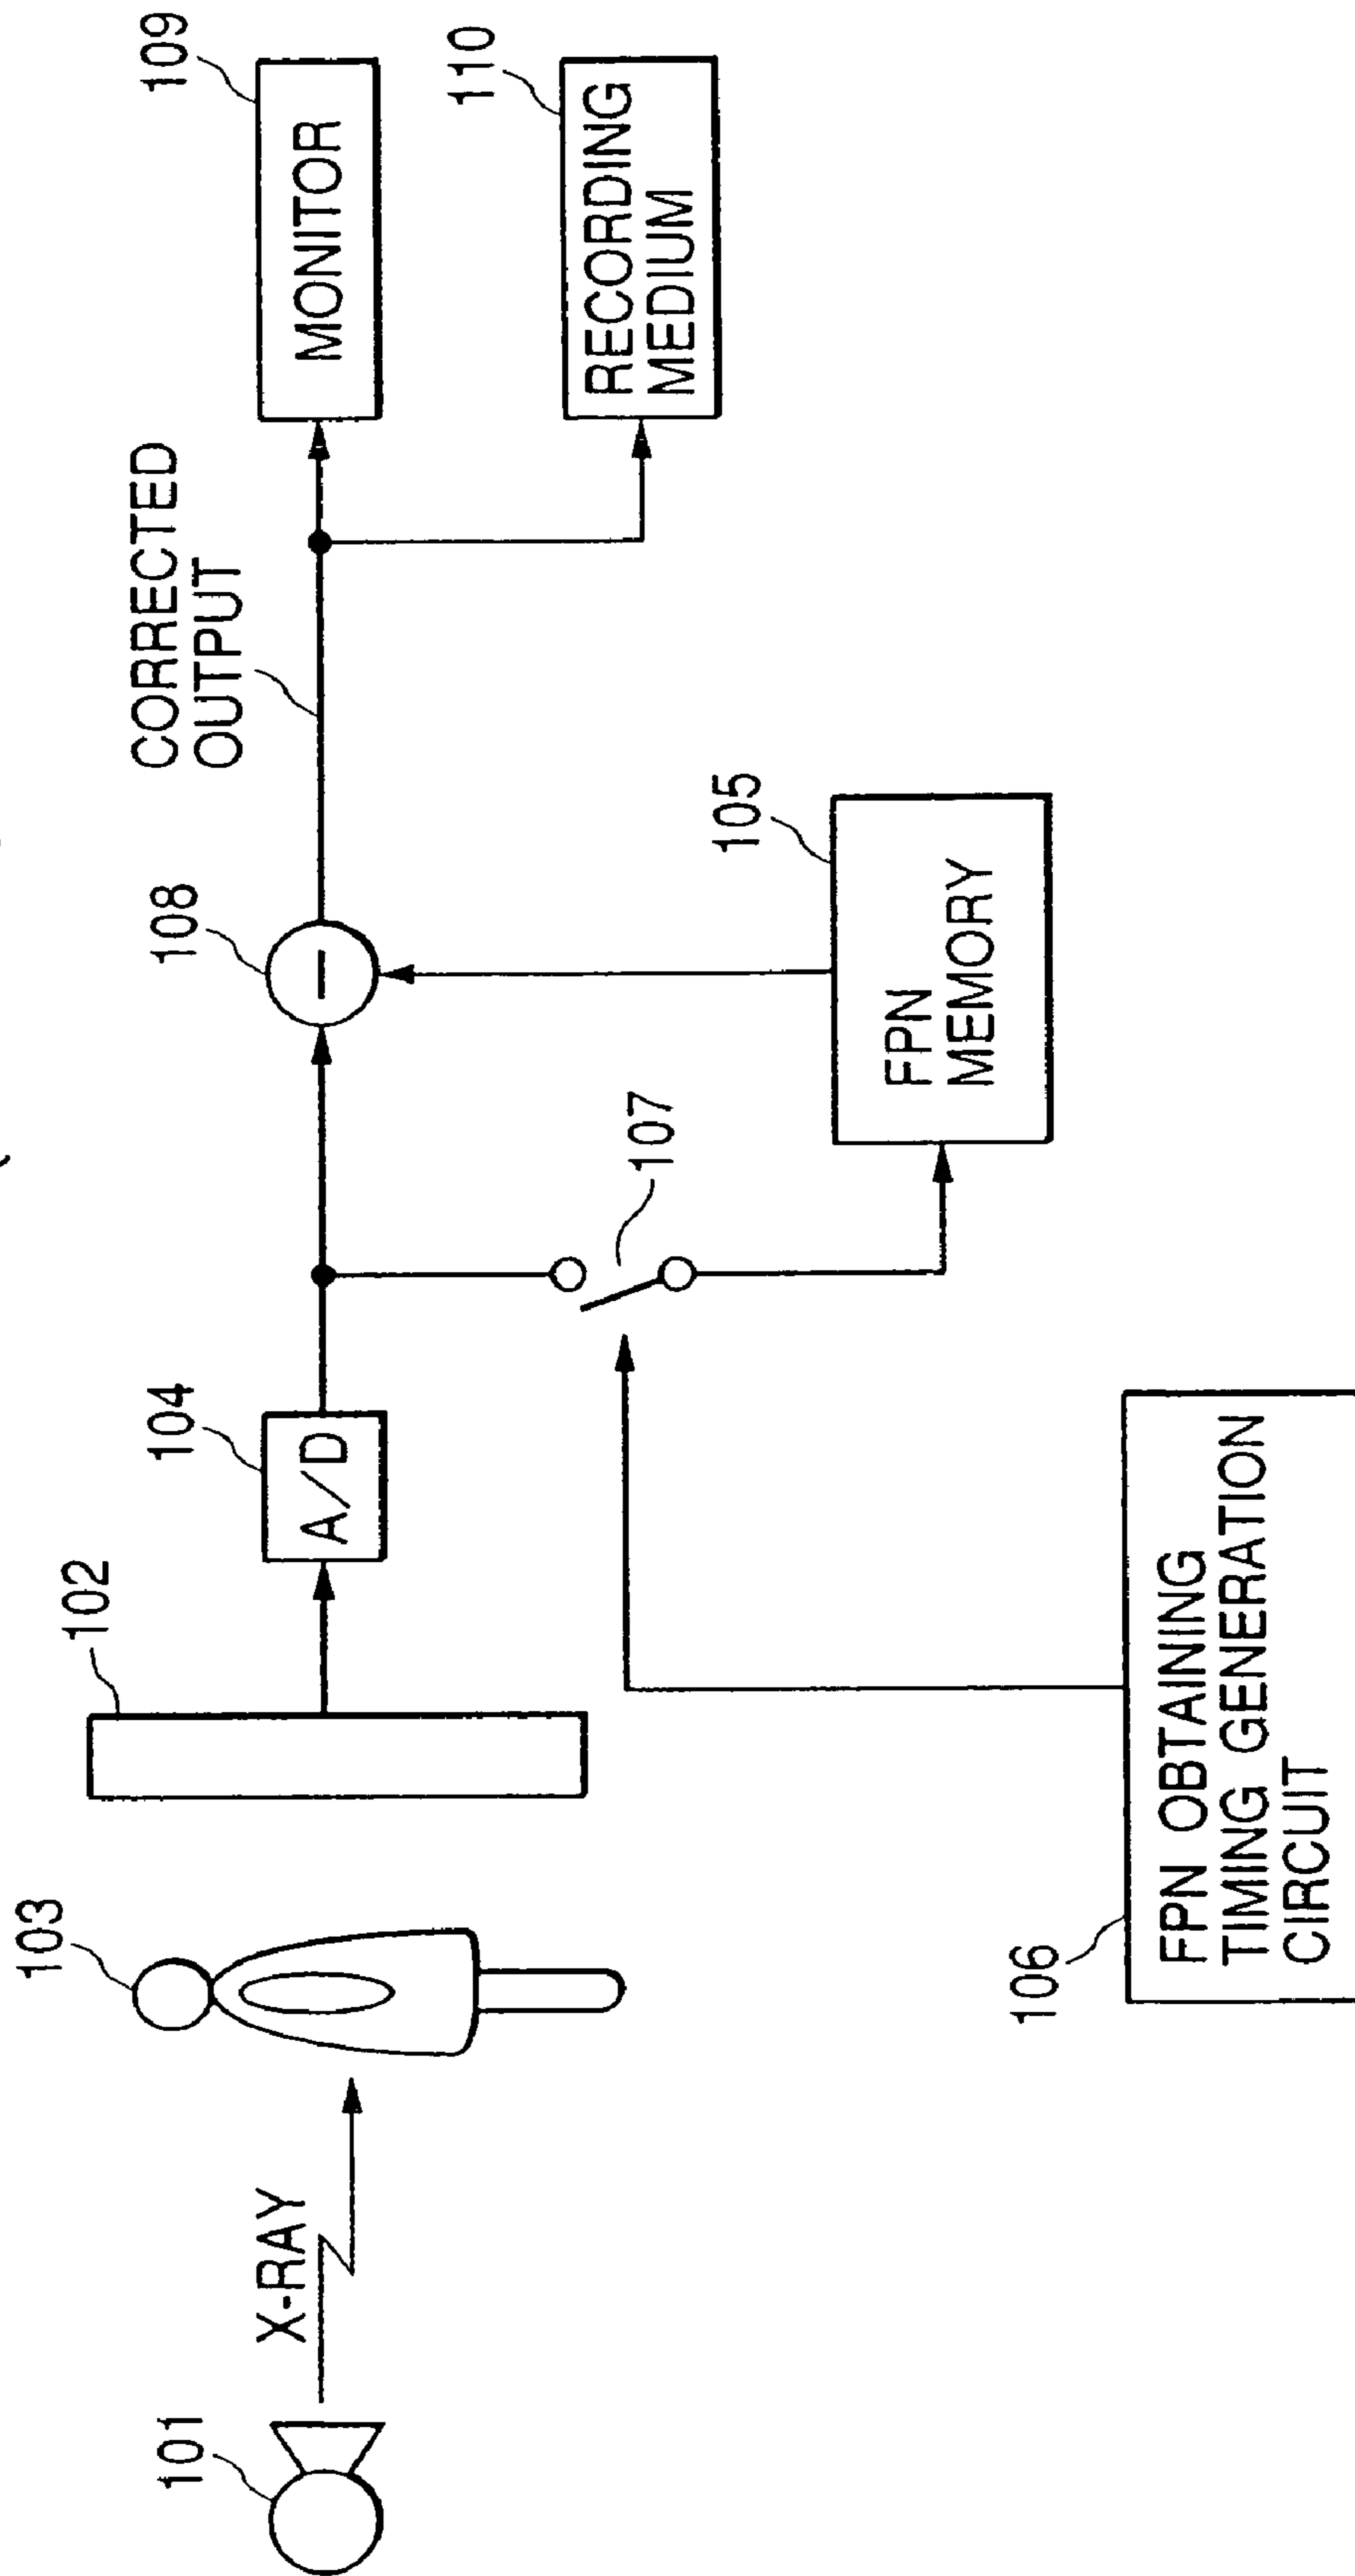 101
X-RAY
103
102
104
A/D
107
108
CORRECTED
OUTPUT
109
MONITOR
110
RECORDING
MEDIUM
105
FPN
MEMORY
106
FPN OBTAINING
TIMING GENERATION
CIRCUIT